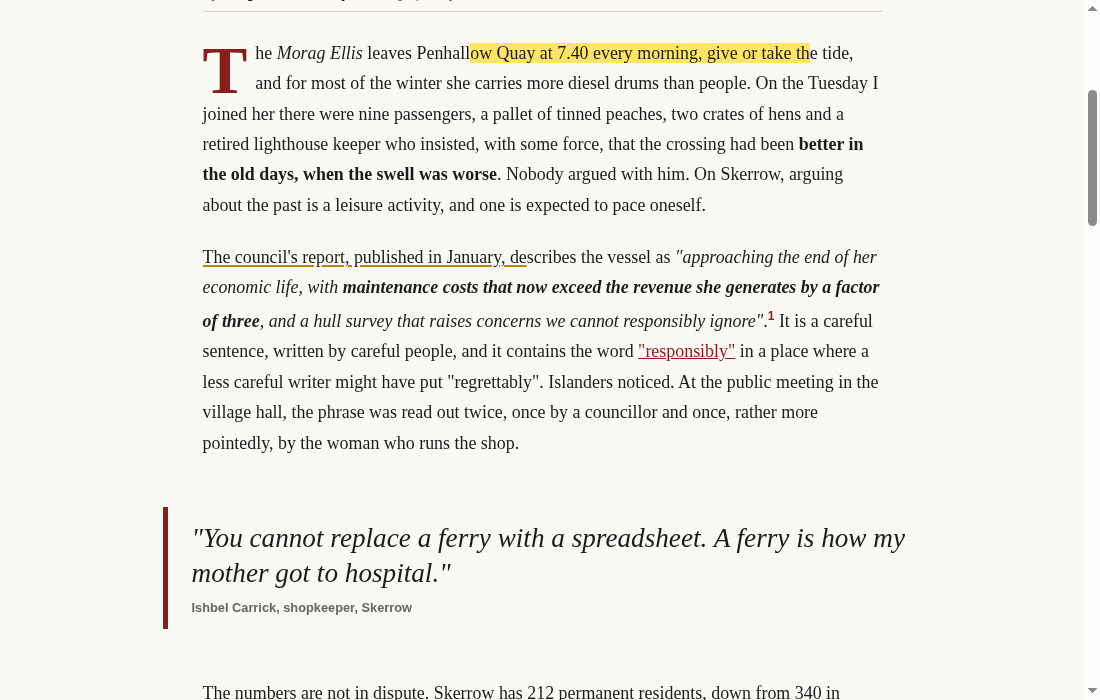 The Morag Ellis leaves Penhallow Quay at 7.40 every morning, give or take the tide,
and for most of the winter she carries more diesel drums than people. On the Tuesday I
joined her there were nine passengers, a pallet of tinned peaches, two crates of hens and a
retired lighthouse keeper who insisted, with some force, that the crossing had been better in
the old days, when the swell was worse. Nobody argued with him. On Skerrow, arguing
about the past is a leisure activity, and one is expected to pace oneself.
The council's report, published in January, describes the vessel as "approaching the end of her
economic life, with maintenance costs that now exceed the revenue she generates by a factor
of three, and a hull survey that raises concerns we cannot responsibly ignore".1 It is a careful
sentence, written by careful people, and it contains the word "responsibly" in a place where a
less careful writer might have put "regrettably". Islanders noticed. At the public meeting in the
village hall, the phrase was read out twice, once by a councillor and once, rather more
pointedly, by the woman who runs the shop.
"You cannot replace a ferry with a spreadsheet. A ferry is how my
mother got to hospital."
Ishbel Carrick, shopkeeper, Skerrow
The numbers are not in dispute. Skerrow has 212 permanent residents, down from 340 in